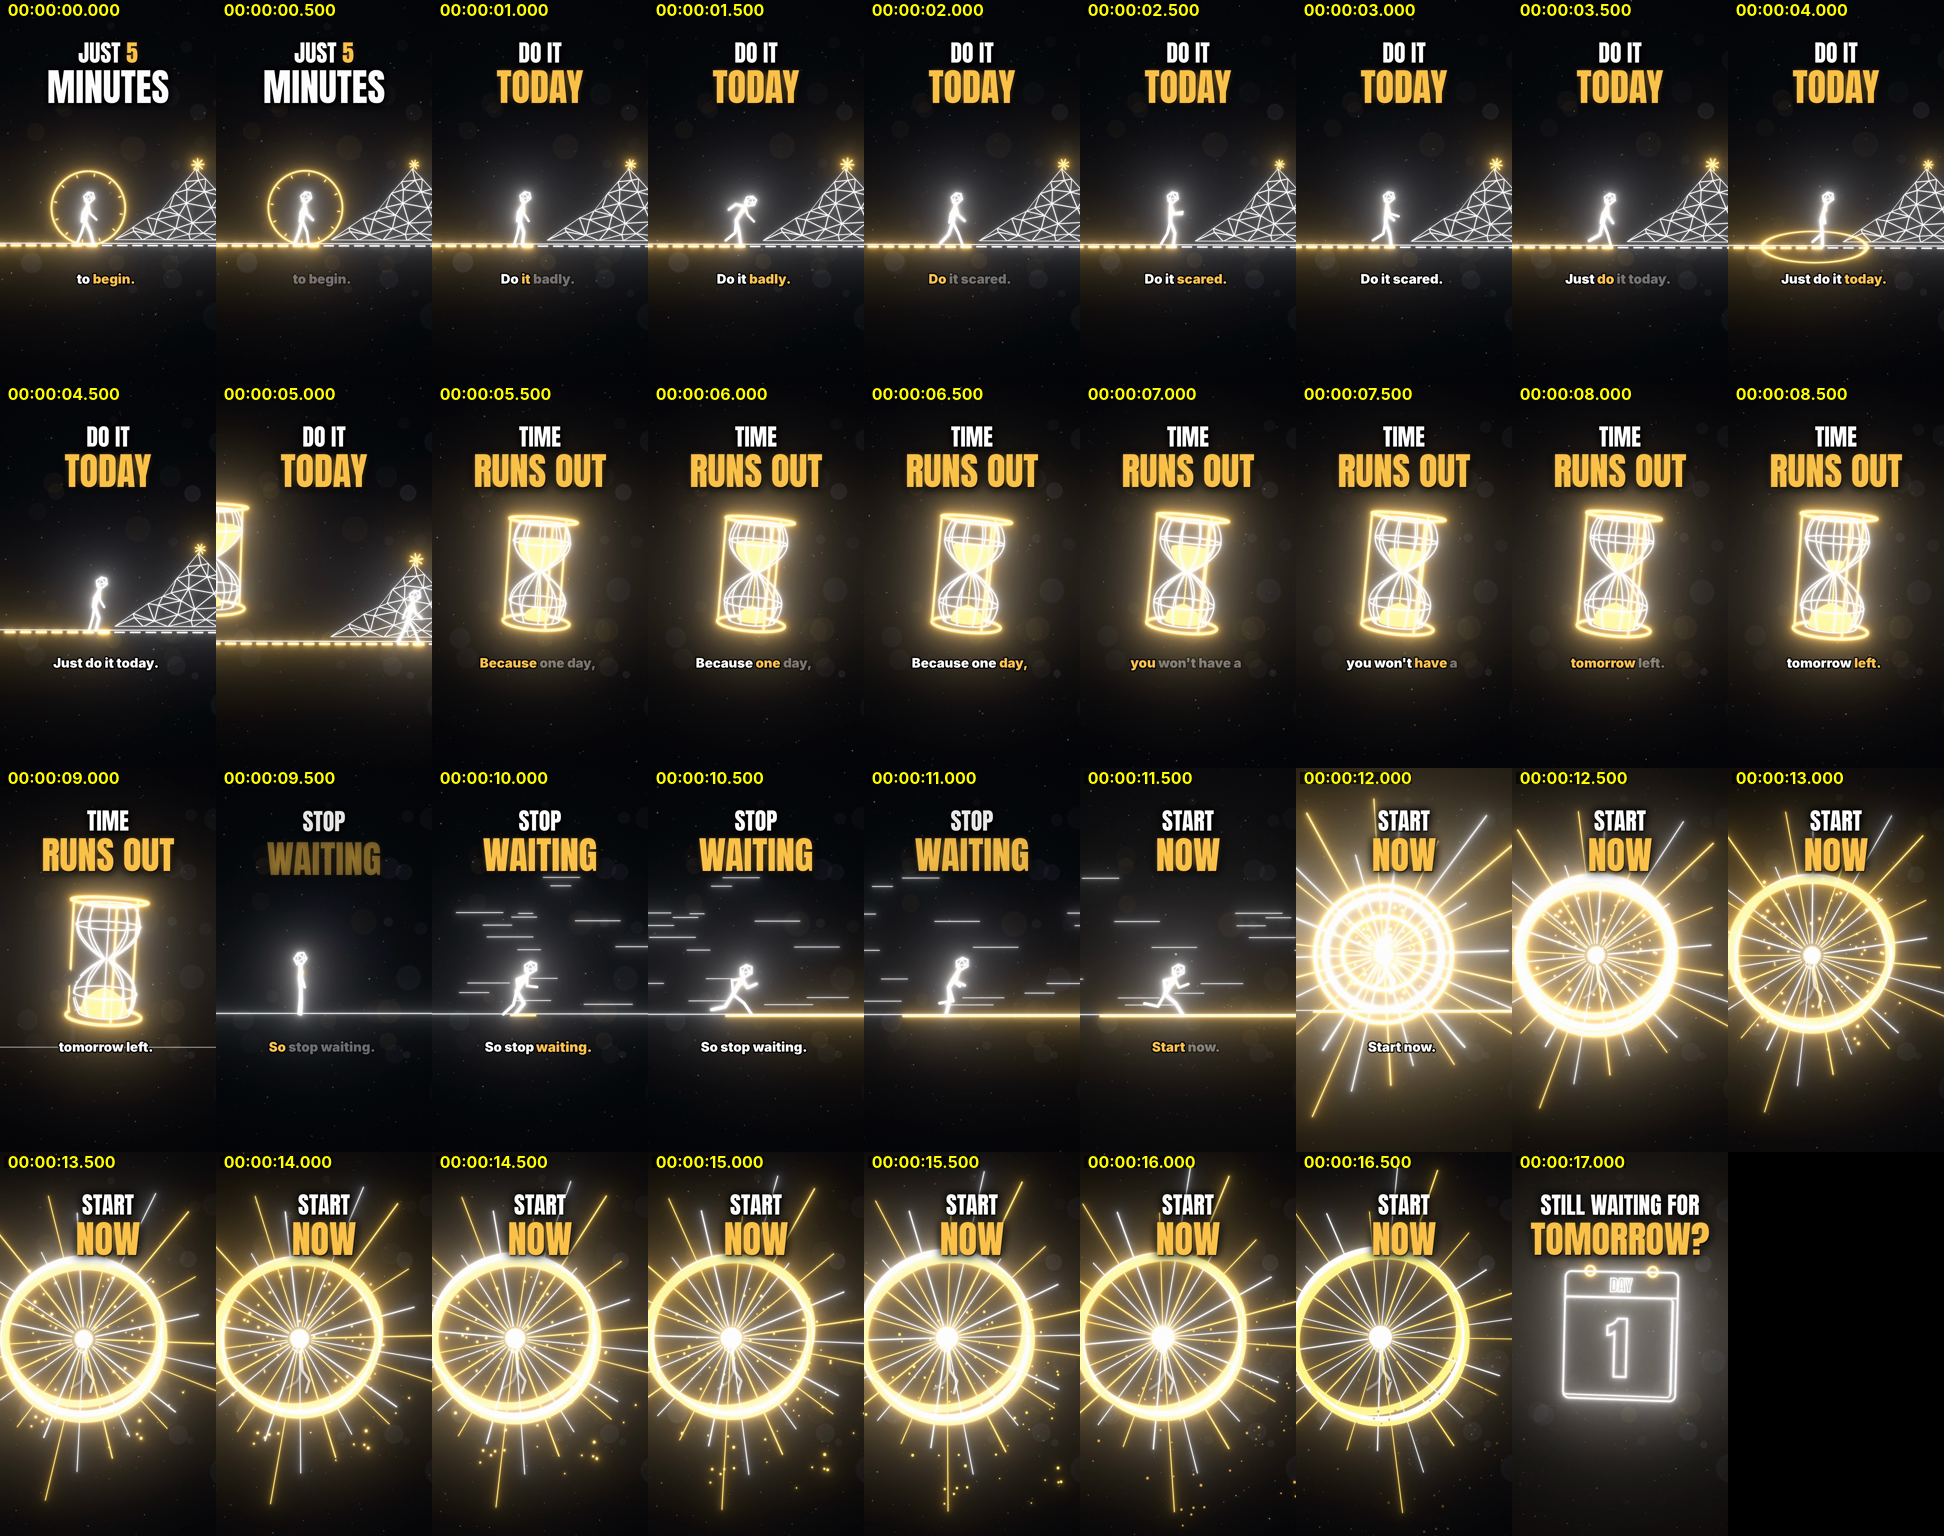 00:00:00.000
JUST 5
MINUTES
to begin.
00:00:00.500
JUST 5
MINUTES
to begin.
00:00:01.000
DO IT
TODAY
Do it badly.
00:00:01.500
DO IT
TODAY
Do it badly.
00:00:02.000
DO IT
TODAY
Do it scared.
00:00:02.500
DO IT
TODAY
Do it scared.
00:00:03.000
DO IT
TODAY
Do it scared.
00:00:03.500
DO IT
TODAY
Just do it today.
00:00:04.000
DO IT
TODAY
Just do it today.
00:00:04.500
DO IT
TODAY
Just do it today.
00:00:05.000
DO IT
TODAY
00:00:05.500
TIME
RUNS OUT
Because one day,
00:00:06.000
TIME
RUNS OUT
Because one day,
00:00:06.500
TIME
RUNS OUT
Because one day,
00:00:07.000
TIME
RUNS OUT
you won't have a
00:00:07.500
TIME
RUNS OUT
you won't have a
00:00:08.000
TIME
RUNS OUT
tomorrow left.
00:00:08.500
TIME
RUNS OUT
tomorrow left.
00:00:09.000
TIME
RUNS OUT
tomorrow left.
00:00:09.500
STOP
WAITING
So stop waiting.
00:00:10.000
STOP
WAITING
So stop waiting.
00:00:10.500
STOP
WAITING
So stop waiting.
00:00:11.000
STOP
WAITING
00:00:11.500
START
NOW
Start now.
00:00:12.000
START
NOW
Start now.
00:00:12.500
START
NOW
00:00:13.000
START
NOW
00:00:13.500
START
NOW
00:00:14.000
START
NOW
00:00:14.500
START
NOW
00:00:15.000
START
NOW
00:00:15.500
START
NOW
00:00:16.000
START
NOW
00:00:16.500
START
NOW
00:00:17.000
STILL WAITING FOR
TOMORROW?
DAY
1